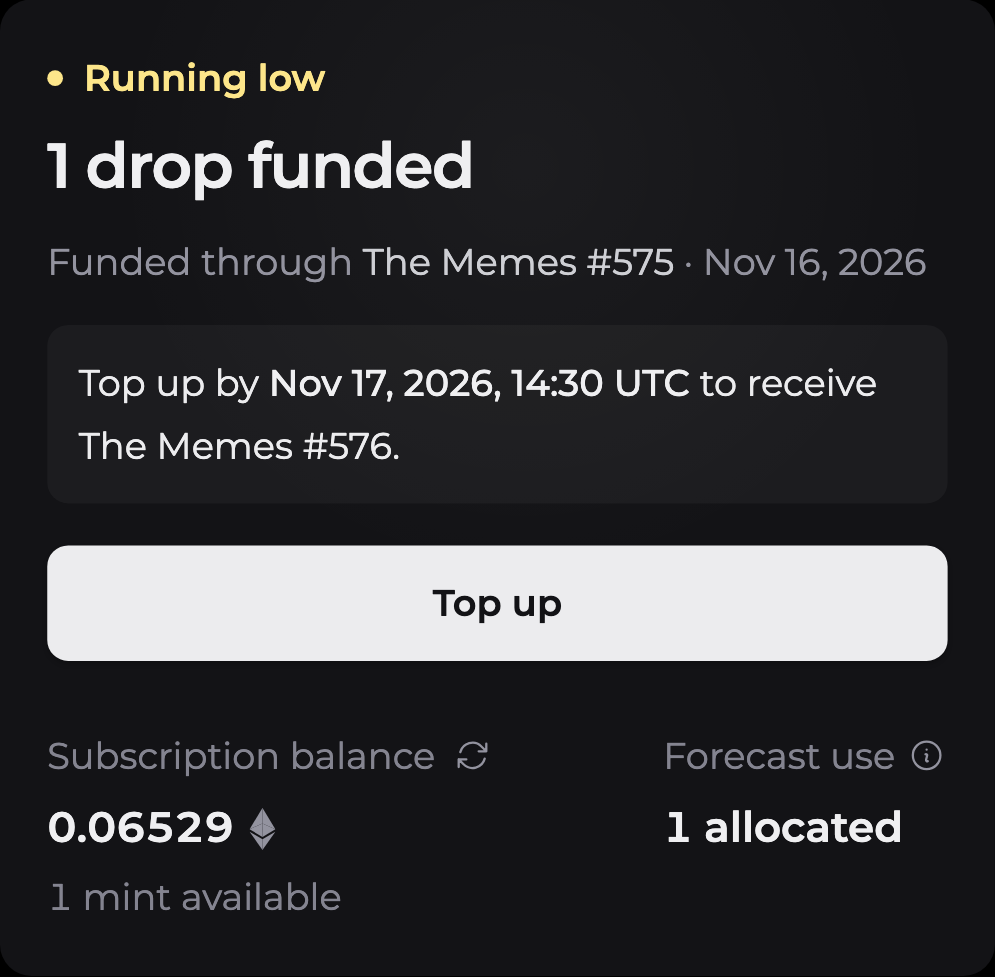 Running low
1 drop funded
Funded through The Memes #575 · Nov 16, 2026
Top up by Nov 17, 2026, 14:30 UTC to receive
The Memes #576.
Top up
Subscription balance
Forecast use
0.06529
1 allocated
1 mint available